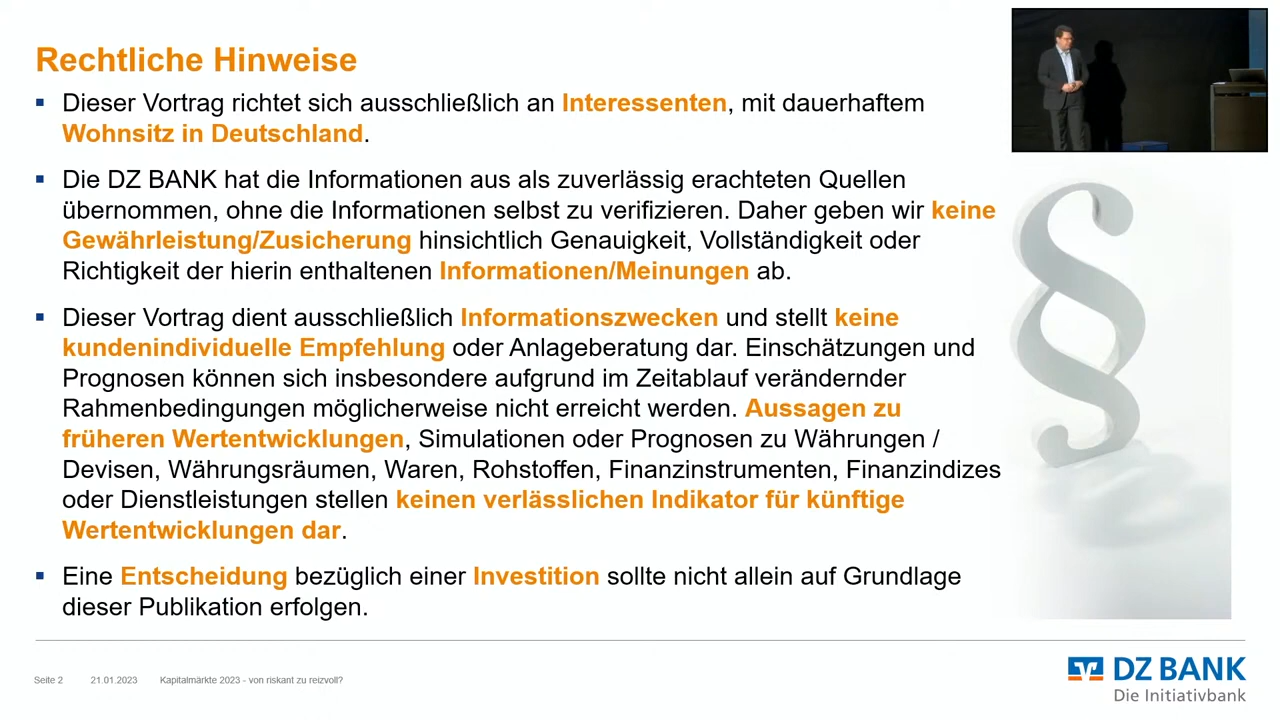 Rechtliche Hinweise
▪ Dieser Vortrag richtet sich ausschließlich an Interessenten, mit dauerhaftem
Wohnsitz in Deutschland.
▪ Die DZ BANK hat die Informationen aus als zuverlässig erachteten Quellen
übernommen, ohne die Informationen selbst zu verifizieren. Daher geben wir keine
Gewährleistung/Zusicherung hinsichtlich Genauigkeit, Vollständigkeit oder
Richtigkeit der hierin enthaltenen Informationen/Meinungen ab.
▪ Dieser Vortrag dient ausschließlich Informationszwecken und stellt keine
kundenindividuelle Empfehlung oder Anlageberatung dar. Einschätzungen und
Prognosen können sich insbesondere aufgrund im Zeitablauf verändernder
Rahmenbedingungen möglicherweise nicht erreicht werden. Aussagen zu
früheren Wertentwicklungen, Simulationen oder Prognosen zu Währungen /
Devisen, Währungsräumen, Waren, Rohstoffen, Finanzinstrumenten, Finanzindizes
oder Dienstleistungen stellen keinen verlässlichen Indikator für künftige
Wertentwicklungen dar.
▪ Eine Entscheidung bezüglich einer Investition sollte nicht allein auf Grundlage
dieser Publikation erfolgen.
§
Seite 2 21.01.2023 Kapitalmärkte 2023 - von riskant zu reizvoll?
DZ BANK
Die Initiativbank